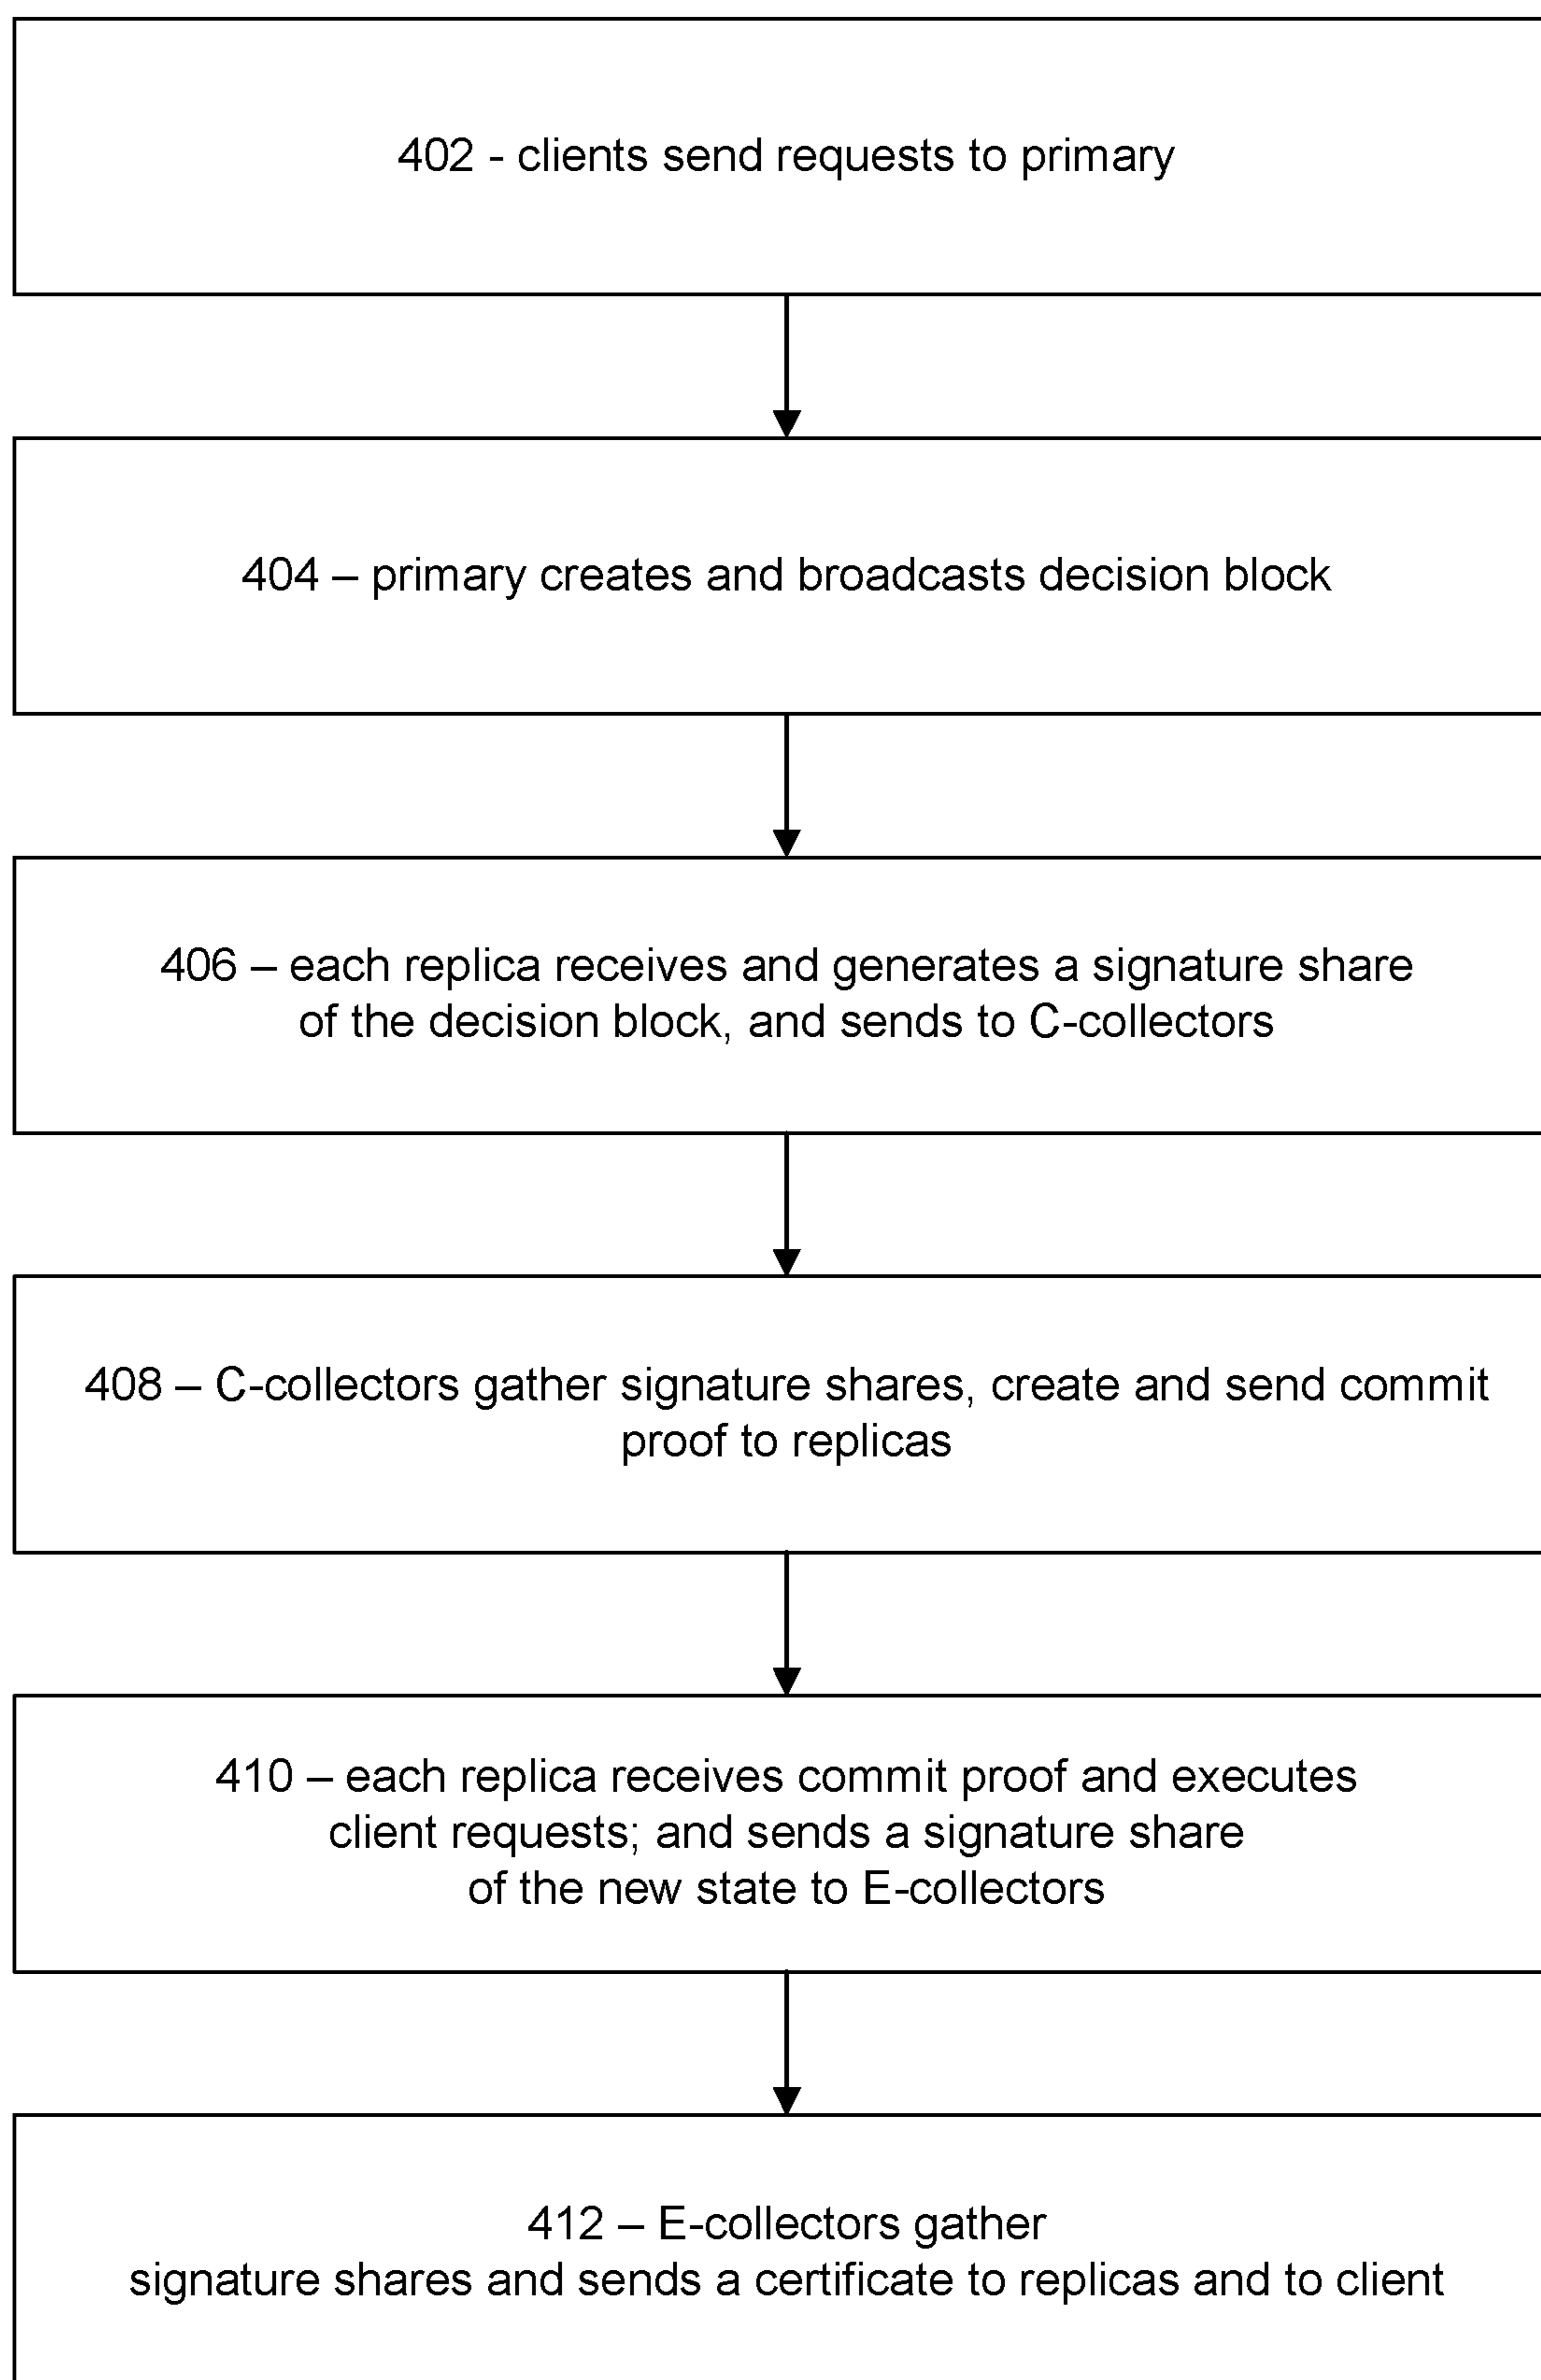 402 - clients send requests to primary
404 – primary creates and broadcasts decision block
406 – each replica receives and generates a signature share
of the decision block, and sends to C-collectors
408 – C-collectors gather signature shares, create and send commit
proof to replicas
410 – each replica receives commit proof and executes
client requests; and sends a signature share
of the new state to E-collectors
412 – E-collectors gather
signature shares and sends a certificate to replicas and to client